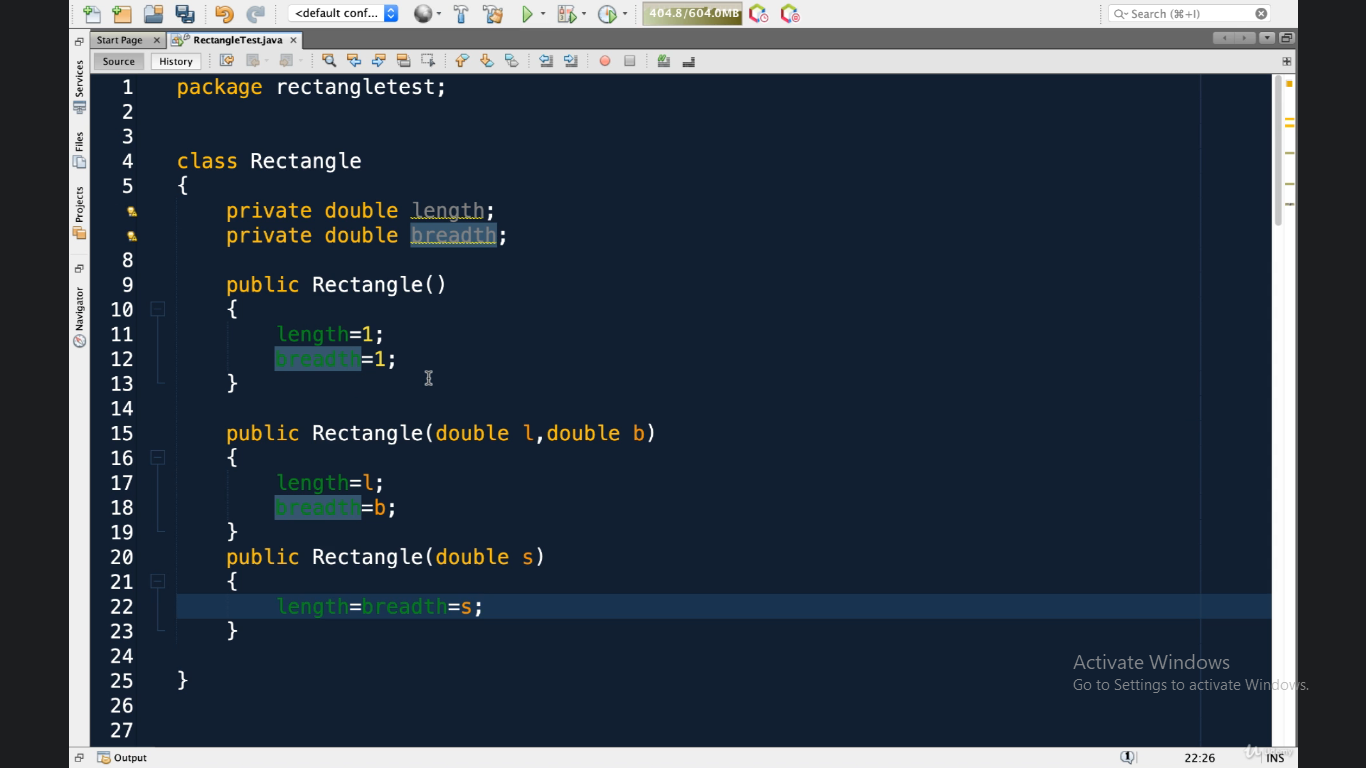 <default conf...
404.8/604.0MB
Search (⌘+I)
Start Page
RectangleTest.java
Source
History
Services
Files
Projects
Navigator
1 package rectangletest;
2
3
4 class Rectangle
5 {
private double length;
private double breadth;
8
9 public Rectangle()
10 {
11 length=1;
12 breadth=1;
13 }
14
15 public Rectangle(double l,double b)
16 {
17 length=l;
18 breadth=b;
19 }
20 public Rectangle(double s)
21 {
22 length=breadth=s;
23 }
24
25 }
26
27
Activate Windows
Go to Settings to activate Windows.
Output
22:26
INS